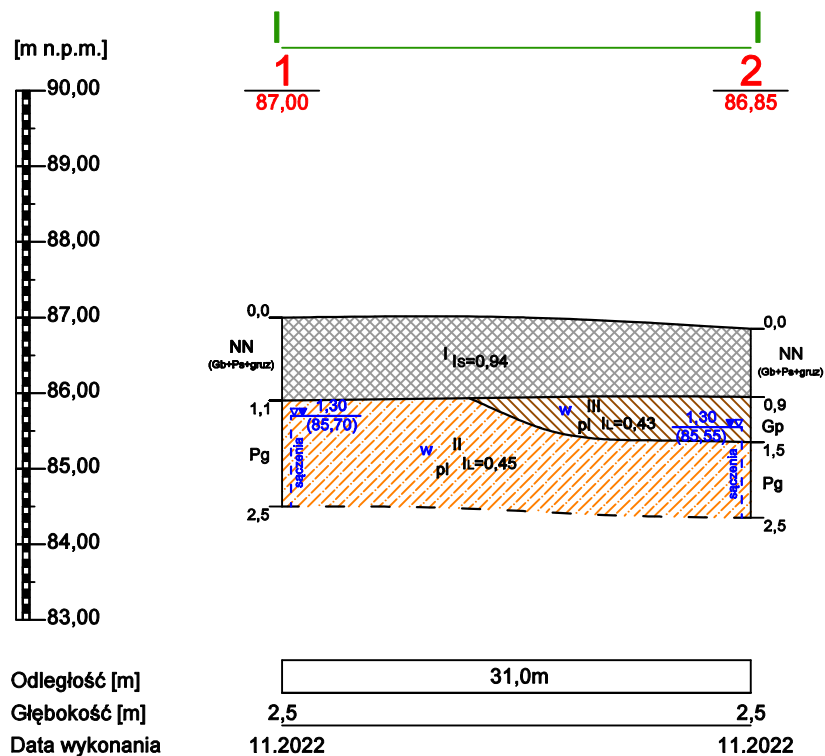 [m n.p.m.]
1
2
87,00
86,85
90,00
89,00
88,00
87,00
86,00
85,00
84,00
83,00
0,0
0,0
NN
(Gb+Ps+gruz)
I Is=0,94
NN
(Gb+Ps+gruz)
1,1
1,30
(85,70)
w III
pl IL=0,43
1,30
(85,55)
0,9
Gp
1,5
Pg
sączenia
w II
pl IL=0,45
sączenia
Pg
2,5
2,5
Odległość [m] 31,0m
Głębokość [m] 2,5 2,5
Data wykonania 11.2022 11.2022